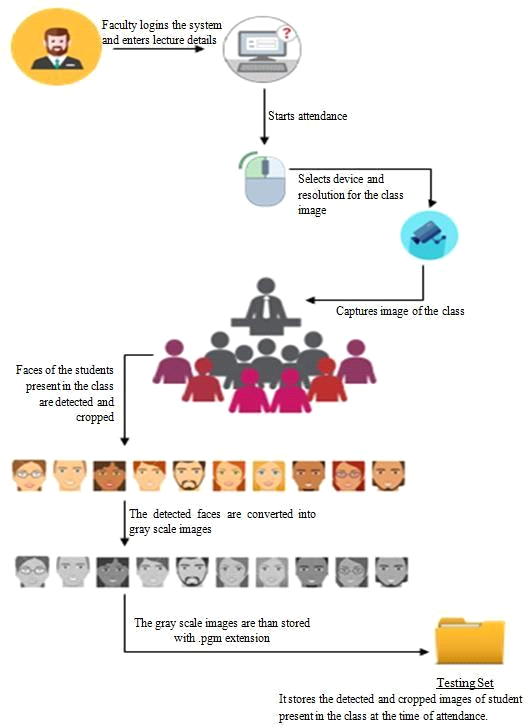 Faculty logins the system
and enters lecture details
?
Starts attendance
Selects device and
resolution for the class
image
Captures image of the class
Faces of the students
present in the class
are detected and
cropped
The detected faces are converted into
gray scale images
The gray scale images are than stored
with .pgm extension
Testing Set
It stores the detected and cropped images of student
present in the class at the time of attendance.